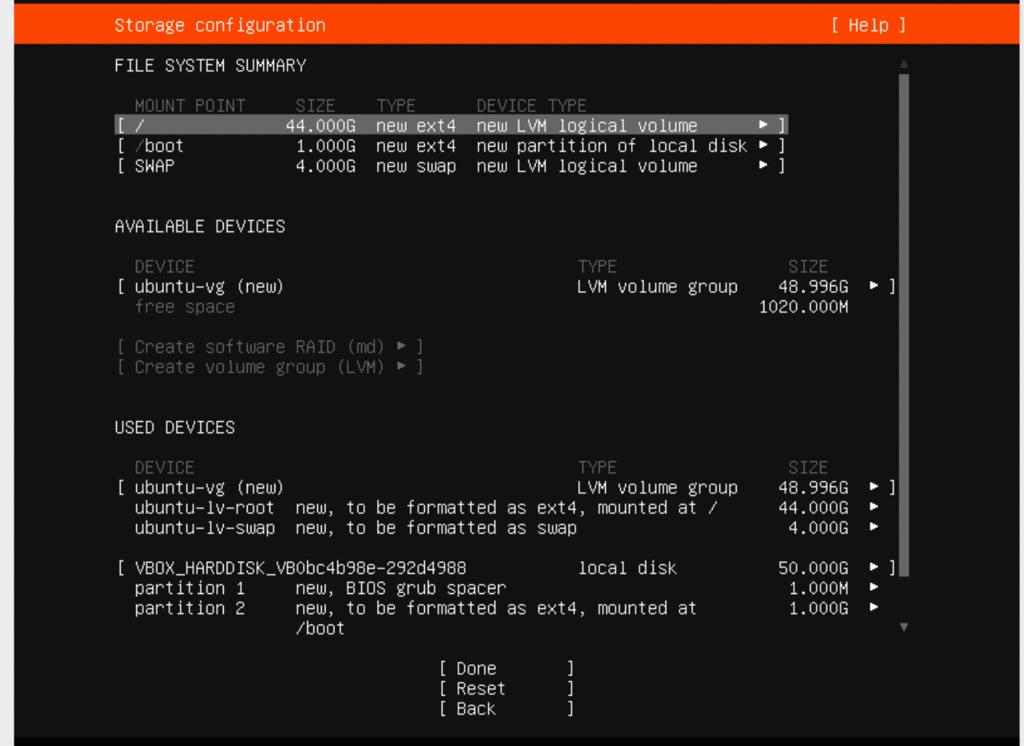 Storage configuration [ Help ]
FILE SYSTEM SUMMARY
MOUNT POINT SIZE TYPE DEVICE TYPE
[ / 44.000G new ext4 new LVM logical volume ▸ ]
[ /boot 1.000G new ext4 new partition of local disk ▸ ]
[ SWAP 4.000G new swap new LVM logical volume ▸ ]
AVAILABLE DEVICES
DEVICE TYPE SIZE
[ ubuntu-vg (new) LVM volume group 48.996G ▸ ]
free space 1020.000M
[ Create software RAID (md) ▸ ]
[ Create volume group (LVM) ▸ ]
USED DEVICES
DEVICE TYPE SIZE
[ ubuntu-vg (new) LVM volume group 48.996G ▸ ]
ubuntu-lv-root new, to be formatted as ext4, mounted at / 44.000G ▸
ubuntu-lv-swap new, to be formatted as swap 4.000G ▸
[ VBOX_HARDDISK_VB0bc4b98e-292d4988 local disk 50.000G ▸ ]
partition 1 new, BIOS grub spacer 1.000M ▸
partition 2 new, to be formatted as ext4, mounted at 1.000G ▸
/boot
[ Done ]
[ Reset ]
[ Back ]